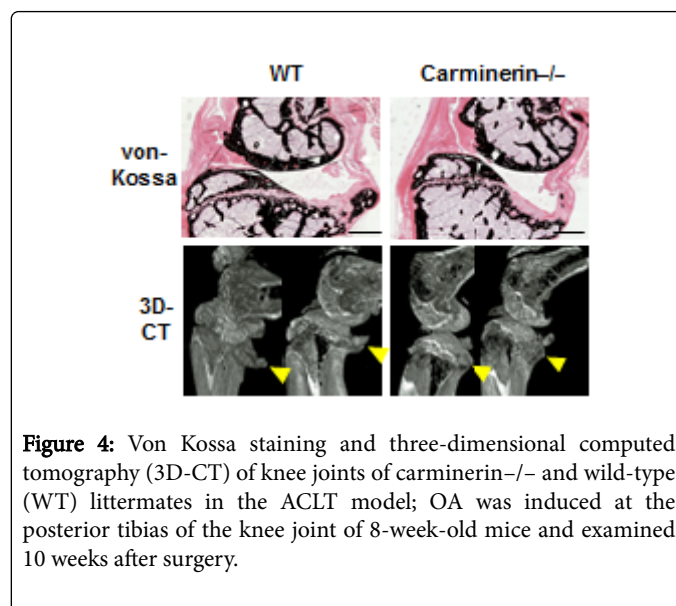 WT Carminerin–/–
von-
Kossa
3D-
CT
Figure 4: Von Kossa staining and three-dimensional computed
tomography (3D-CT) of knee joints of carminerin–/– and wild-type
(WT) littermates in the ACLT model; OA was induced at the
posterior tibias of the knee joint of 8-week-old mice and examined
10 weeks after surgery.